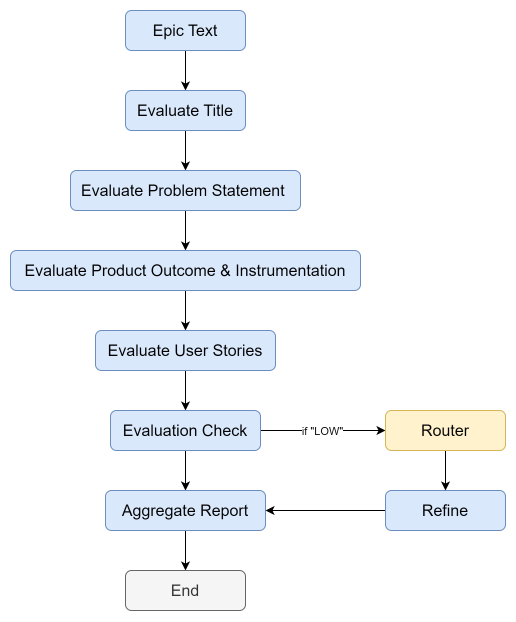 Epic Text
Evaluate Title
Evaluate Problem Statement
Evaluate Product Outcome & Instrumentation
Evaluate User Stories
Evaluation Check
if "LOW"
Router
Aggregate Report
Refine
End